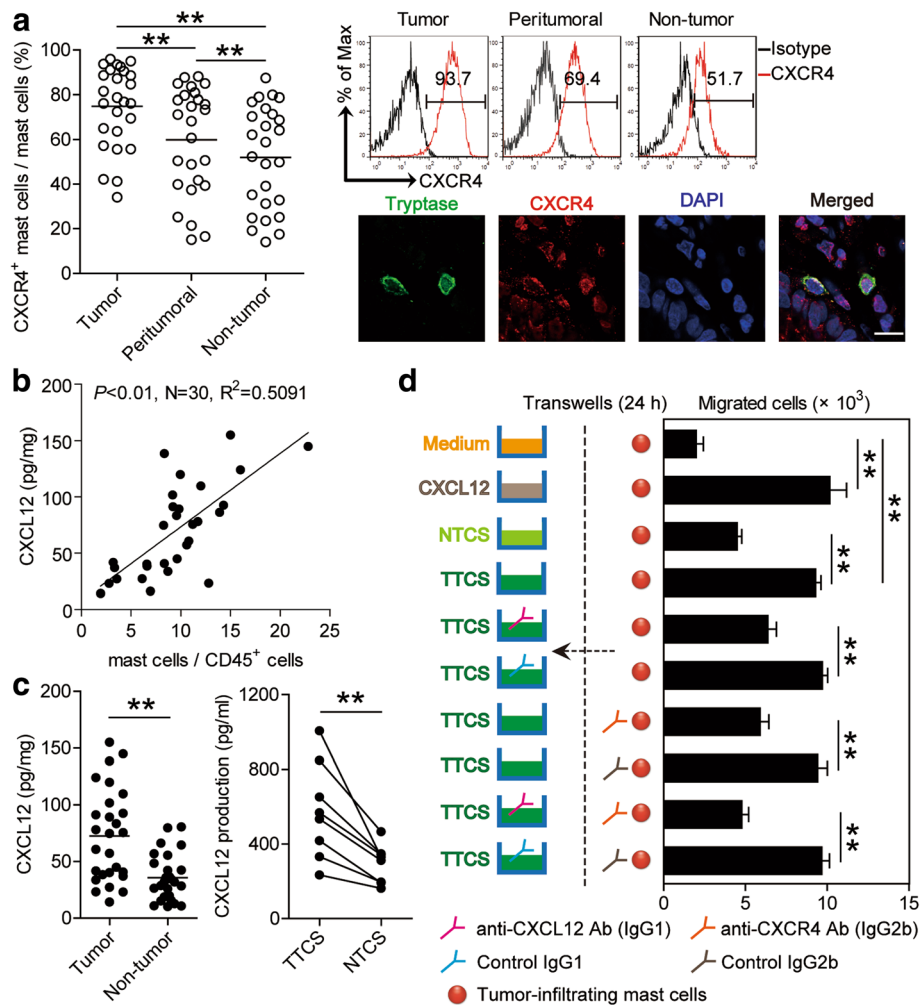 a
CXCR4+ mast cells / mast cells (%)
100
80
60
40
20
0
**
**
**
Tumor
Peritumoral
Non-tumor
Tumor
Peritumoral
Non-tumor
% of Max
93.7
69.4
51.7
Isotype
CXCR4
CXCR4
Tryptase
CXCR4
DAPI
Merged
b
P<0.01, N=30, R²=0.5091
CXCL12 (pg/mg)
200
150
100
50
0
0 5 10 15 20 25
mast cells / CD45+ cells
c
CXCL12 (pg/mg)
200
150
100
50
0
**
Tumor
Non-tumor
CXCL12 production (pg/ml)
1200
800
400
0
**
TTCS
NTCS
d
Transwells (24 h)
Migrated cells (× 10³)
Medium
CXCL12
NTCS
TTCS
TTCS
TTCS
TTCS
TTCS
TTCS
TTCS
**
**
**
**
**
**
0 5 10 15
anti-CXCL12 Ab (IgG1)
anti-CXCR4 Ab (IgG2b)
Control IgG1
Control IgG2b
Tumor-infiltrating mast cells